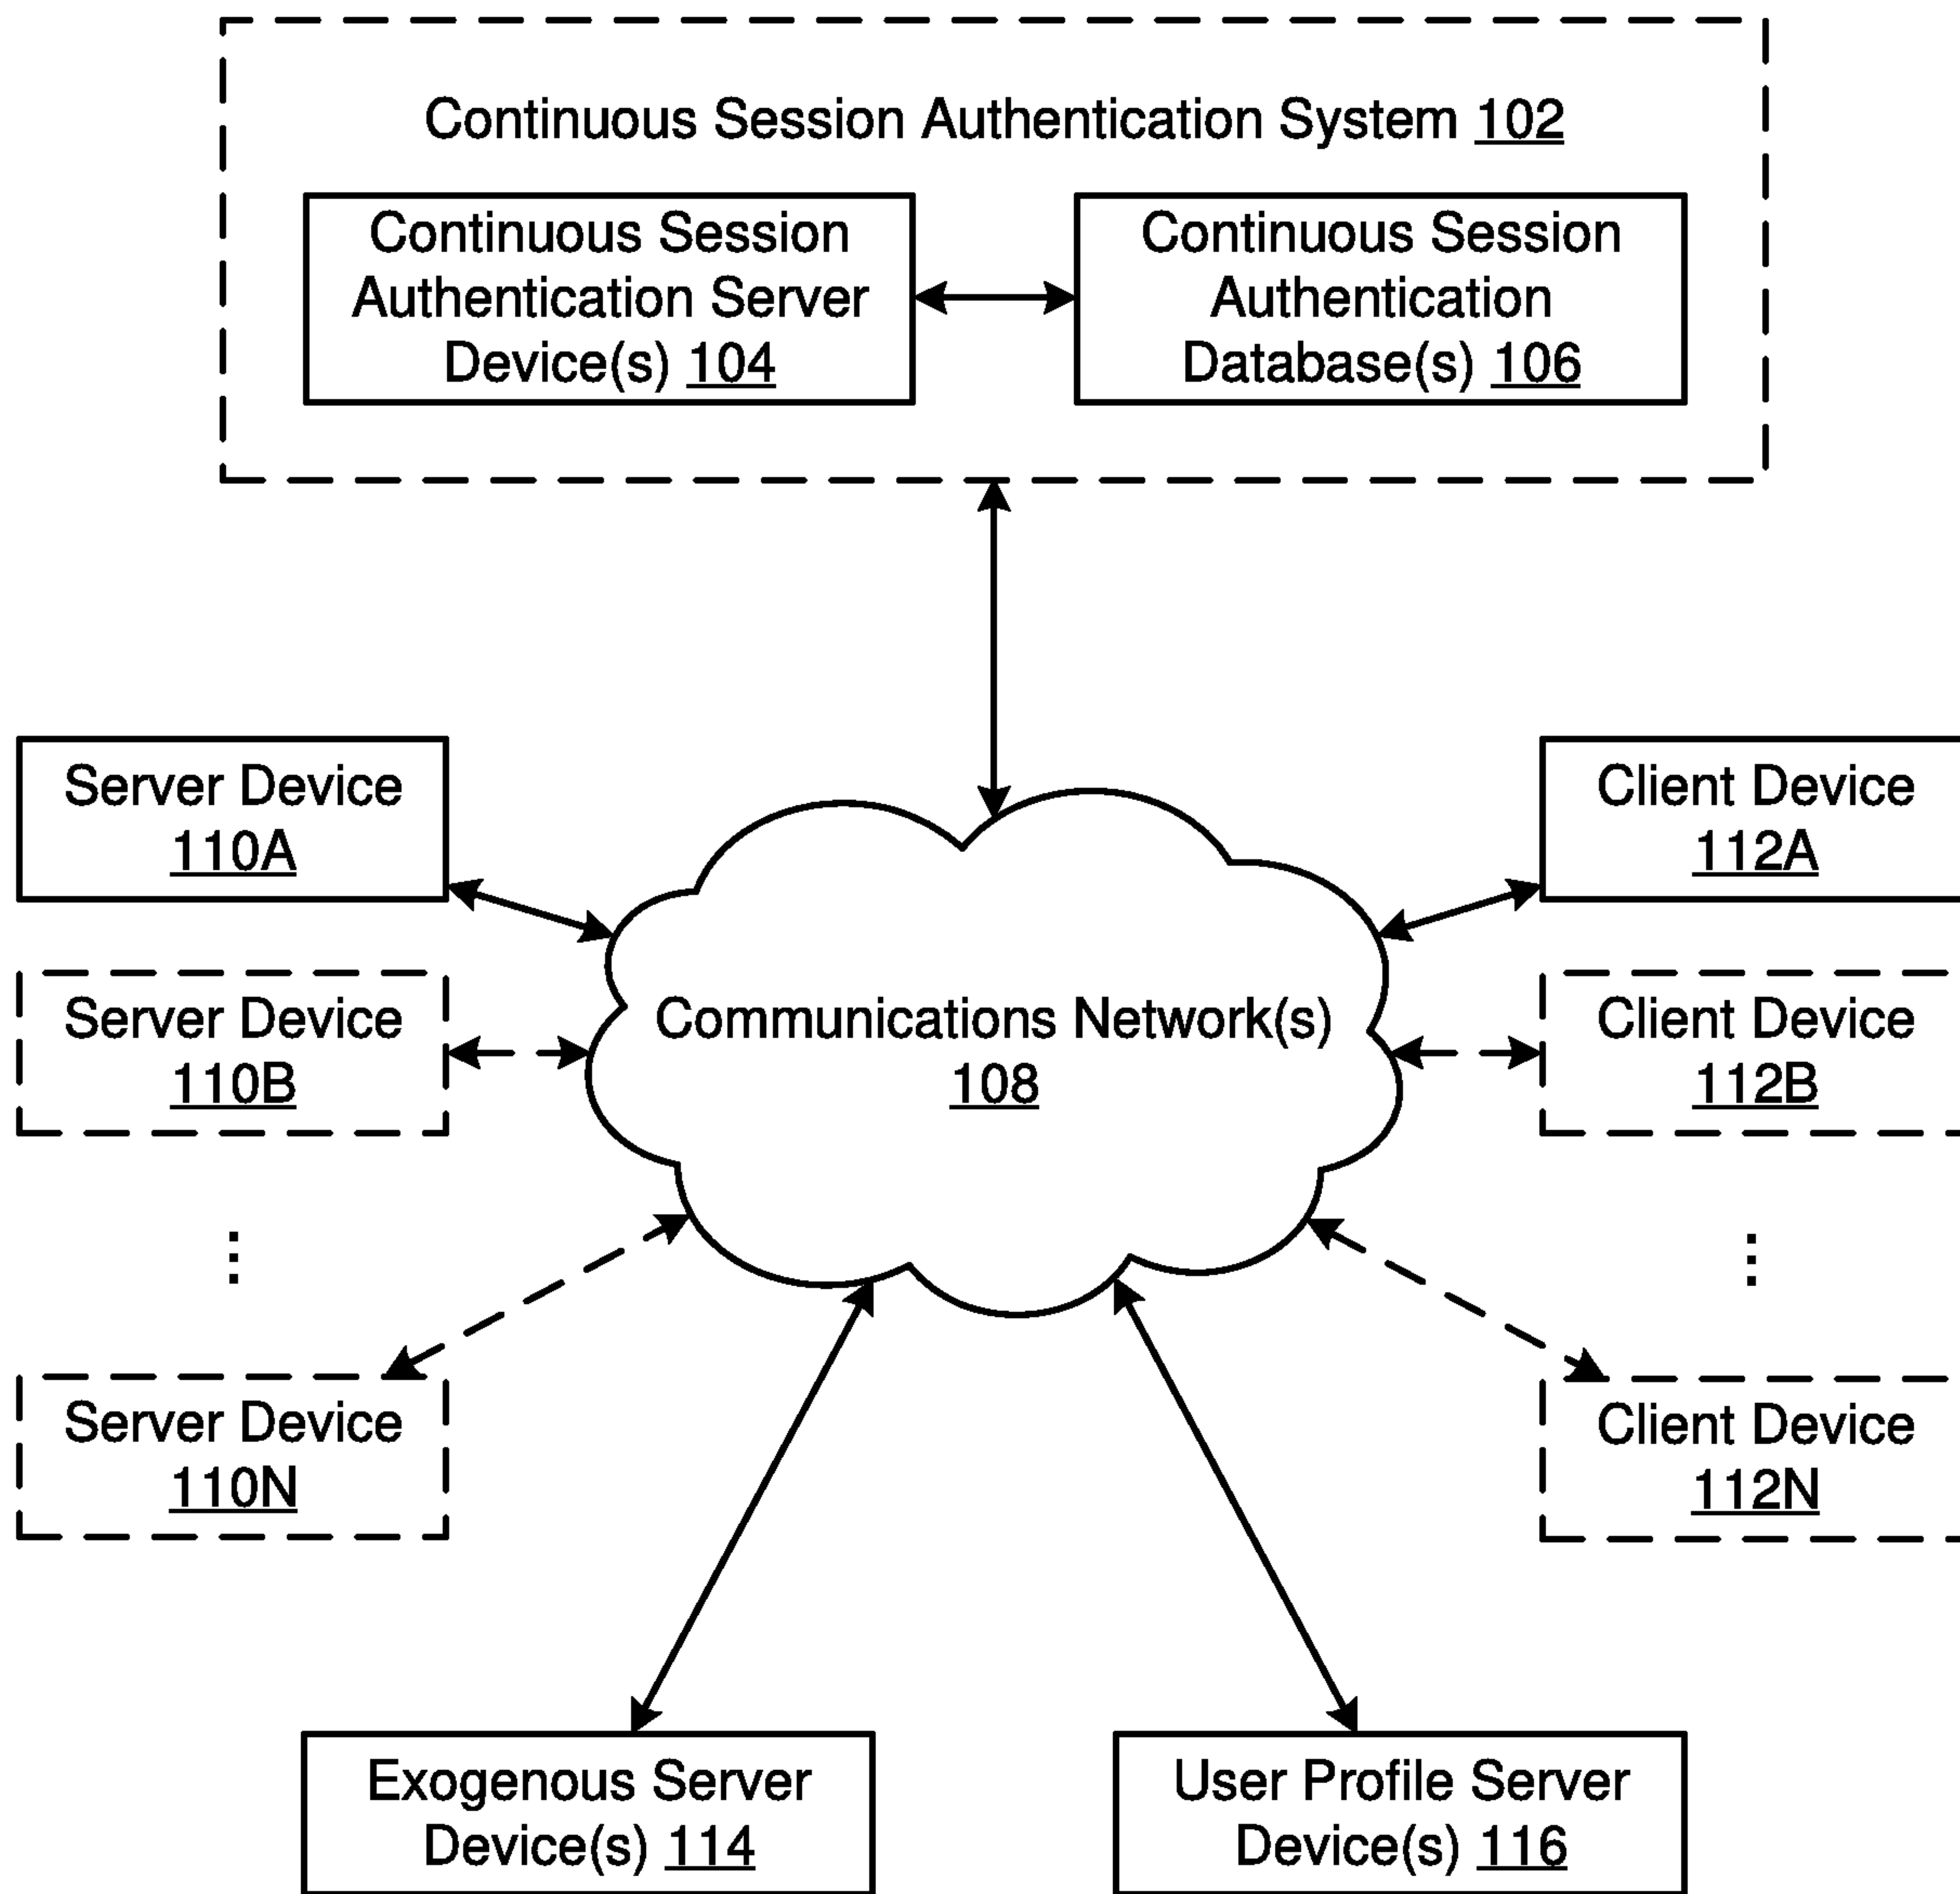 Continuous Session Authentication System 102
Continuous Session
Authentication Server
Device(s) 104
Continuous Session
Authentication
Database(s) 106
Server Device
110A
Client Device
112A
Communications Network(s)
108
Server Device
110B
Client Device
112B
Server Device
110N
Client Device
112N
Exogenous Server
Device(s) 114
User Profile Server
Device(s) 116